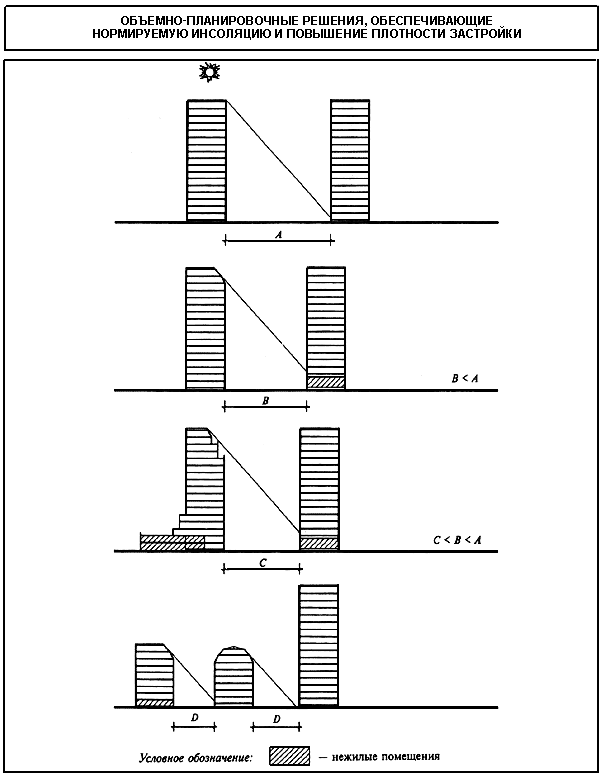 ОБЪЕМНО-ПЛАНИРОВОЧНЫЕ РЕШЕНИЯ, ОБЕСПЕЧИВАЮЩИЕ
НОРМИРУЕМУЮ ИНСОЛЯЦИЮ И ПОВЫШЕНИЕ ПЛОТНОСТИ ЗАСТРОЙКИ
A
B
B < A
C
C < B < A
D D
Условное обозначение: — нежилые помещения